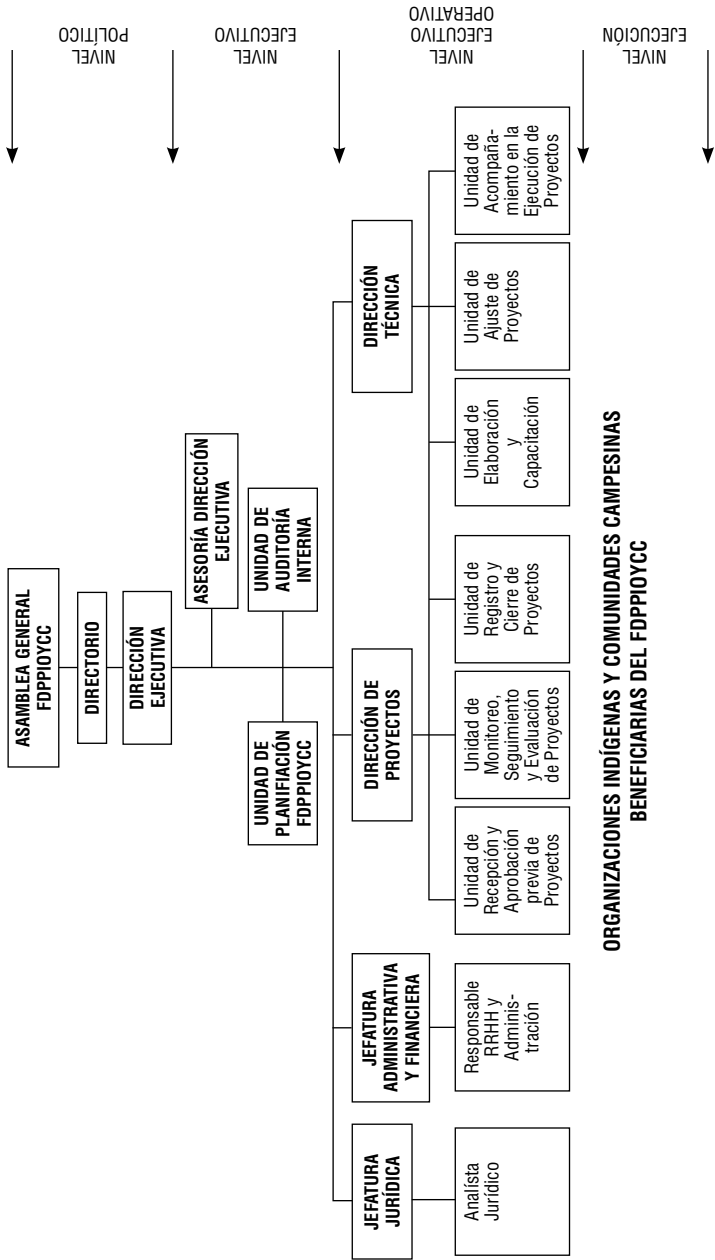 ASAMBLEA GENERAL
FDPPIOYCC
DIRECTORIO
DIRECCIÓN
EJECUTIVA
ASESORÍA DIRECCIÓN
EJECUTIVA
UNIDAD DE
PLANIFIACIÓN
FDPPIOYCC
UNIDAD DE
AUDITORÍA
INTERNA
JEFATURA
JURÍDICA
JEFATURA
ADMINISTRATIVA
Y FINANCIERA
DIRECCIÓN DE
PROYECTOS
DIRECCIÓN
TÉCNICA
Analísta
Jurídico
Responsable
RRHH y
Adminis-
tración
Unidad de
Recepción y
Aprobación
previa de
Proyectos
Unidad de
Monitoreo,
Seguimiento
y Evaluación
de Proyectos
Unidad de
Registro y
Cierre de
Proyectos
Unidad de
Elaboración
y
Capacitación
Unidad de
Ajuste de
Proyectos
Unidad de
Acompaña-
miento en la
Ejecución de
Proyectos
ORGANIZACIONES INDÍGENAS Y COMUNIDADES CAMPESINAS
BENEFICIARIAS DEL FDPPIOYCC
NIVEL
POLÍTICO
NIVEL
EJECUTIVO
NIVEL
EJECUTIVO
OPERATIVO
NIVEL
EJECUCIÓN